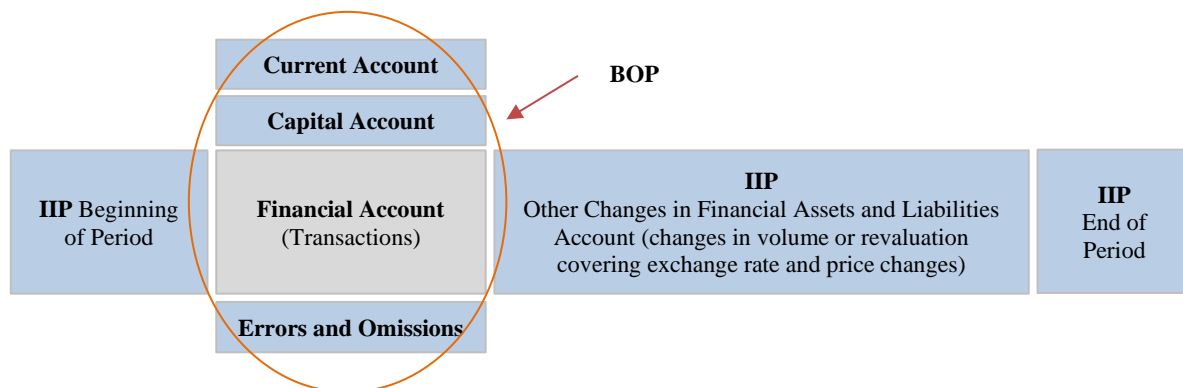 Current Account
BOP
Capital Account
IIP Beginning
of Period
Financial Account
(Transactions)
IIP
Other Changes in Financial Assets and Liabilities
Account (changes in volume or revaluation
covering exchange rate and price changes)
IIP
End of
Period
Errors and Omissions